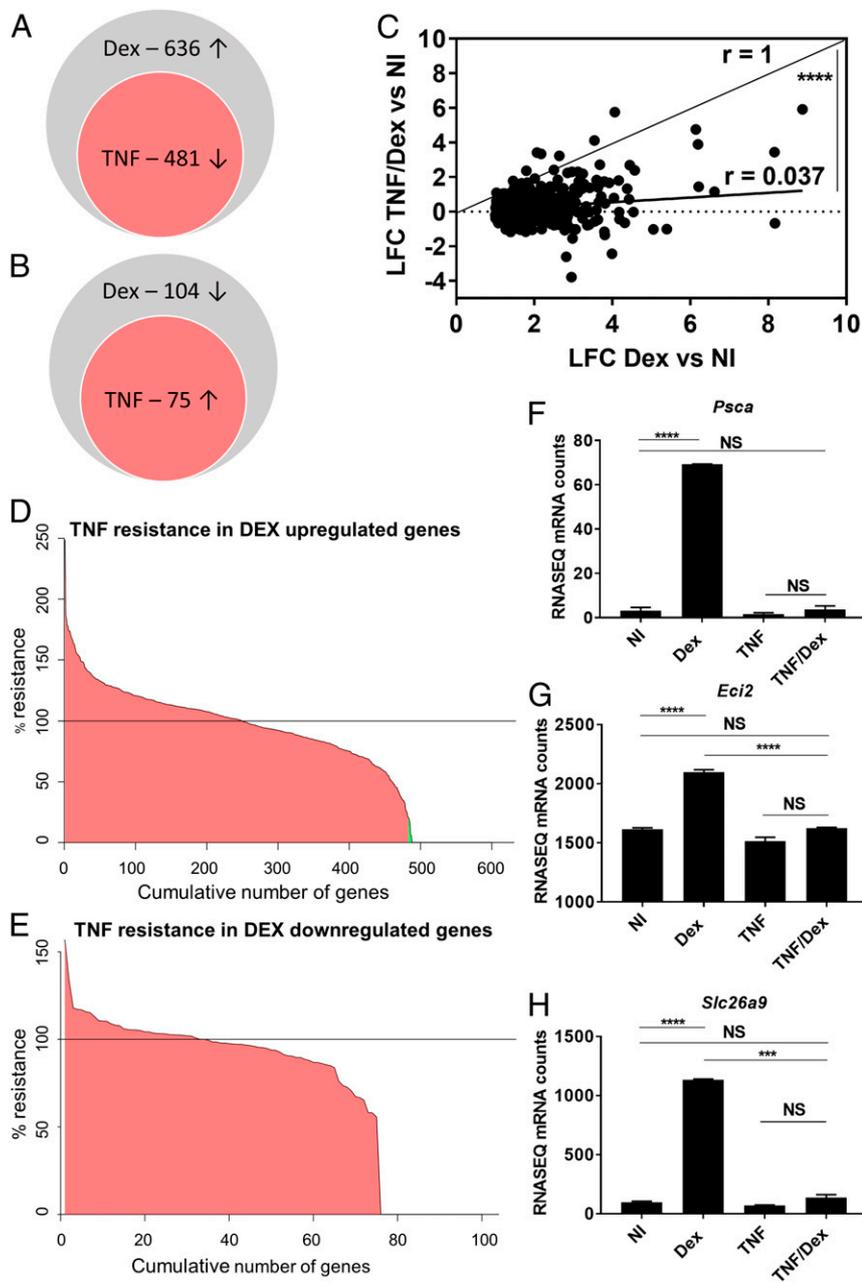 A
Dex – 636 ↑
TNF – 481 ↓
B
Dex – 104 ↓
TNF – 75 ↑
C
LFC TNF/Dex vs NI
10
8
6
4
2
0
-2
-4
r = 1
****
r = 0.037
0 2 4 6 8 10
LFC Dex vs NI
D
TNF resistance in DEX upregulated genes
% resistance
250
200
150
100
50
0
0 100 200 300 400 500 600
Cumulative number of genes
E
TNF resistance in DEX downregulated genes
% resistance
150
100
50
0
0 20 40 60 80 100
Cumulative number of genes
F
Psca
RNASEQ mRNA counts
80
60
40
20
0
****
NS
NS
NI Dex TNF TNF/Dex
G
Eci2
RNASEQ mRNA counts
2500
2000
1500
1000
****
NS
****
NS
NI Dex TNF TNF/Dex
H
Slc26a9
RNASEQ mRNA counts
1500
1000
500
0
****
NS
***
NS
NI Dex TNF TNF/Dex